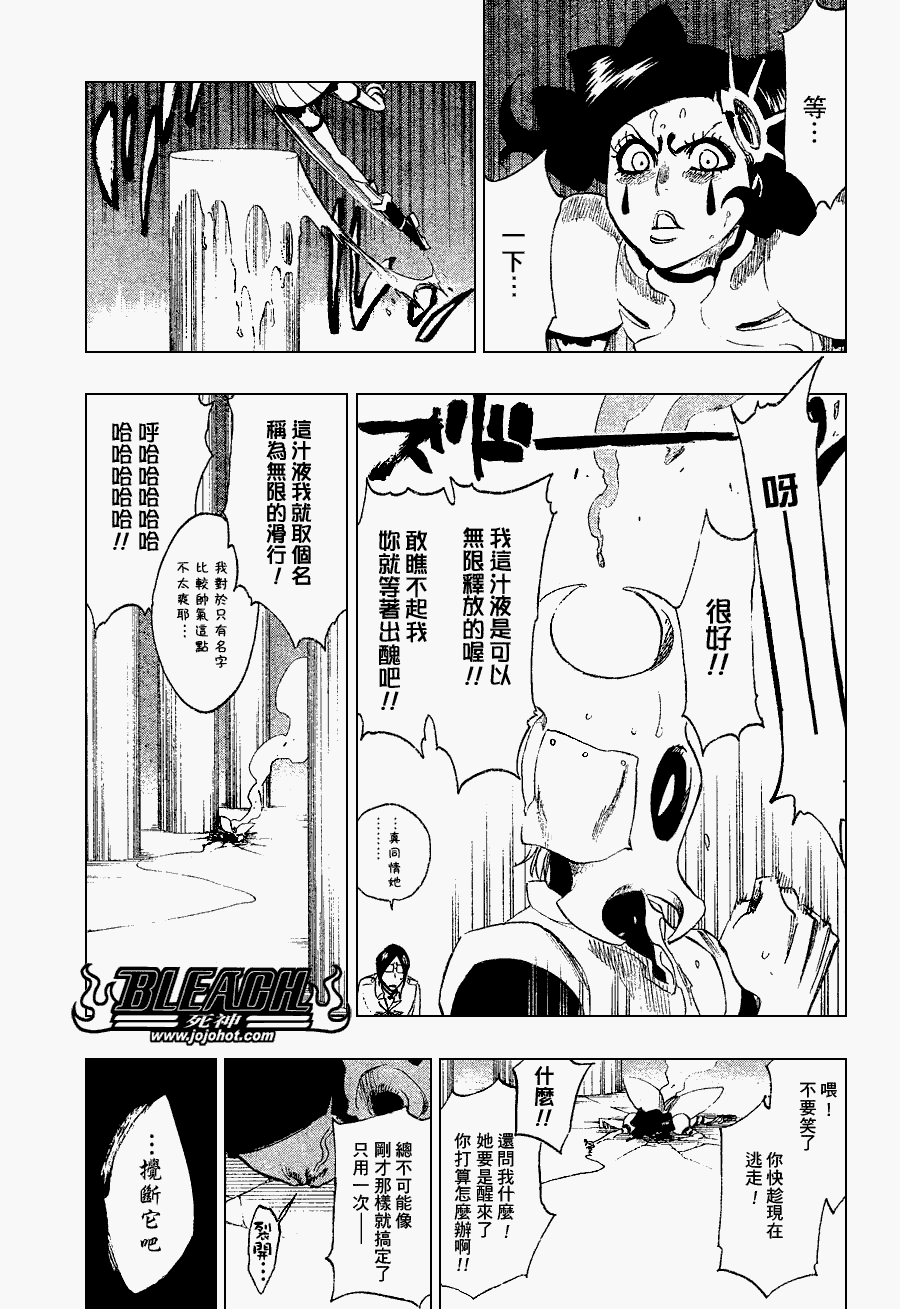 等…
一下…
呀——
很好!!
我這汁液是可以
無限釋放的喔!!
敢瞧不起我
妳就等著出醜吧!!
………真同情她
這汁液我就取個名
稱為無限的滑行!
呼哈哈哈哈哈
哈哈哈哈哈!!
我對於只有名字
比較帥氣這點
不太爽耶…
BLEACH
死神
www.jojohot.com
喂!
不要笑了
你快趁現在
逃走!
什麼!!
還問我什麼!
她要是醒來了
你打算怎麼辦啊!!
總不可能像
剛才那樣就搞定了
只用一次——
裂開…
…攪斷它吧